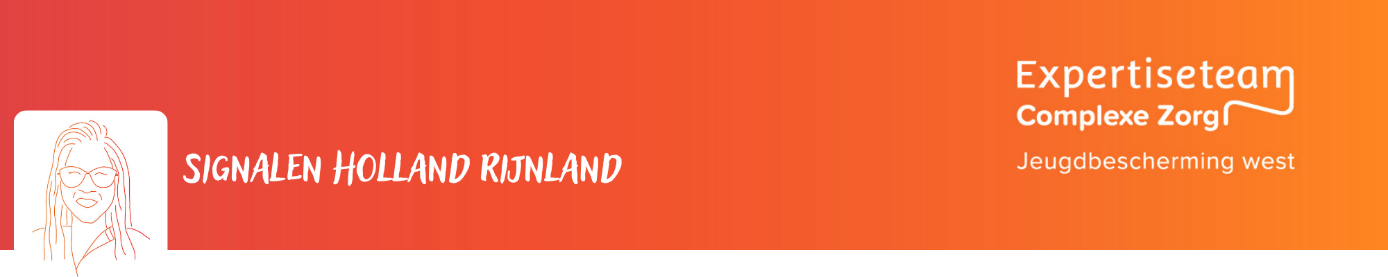 SIGNALEN HOLLAND RIJNLAND
Expertiseteam
Complexe Zorg
Jeugdbescherming west